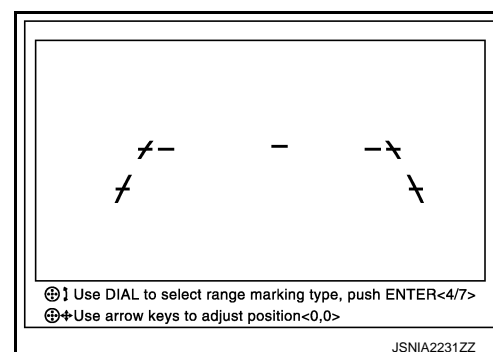 Use DIAL to select range marking type, push ENTER<4/7>
Use arrow keys to adjust position<0,0>
JSNIA2231ZZ